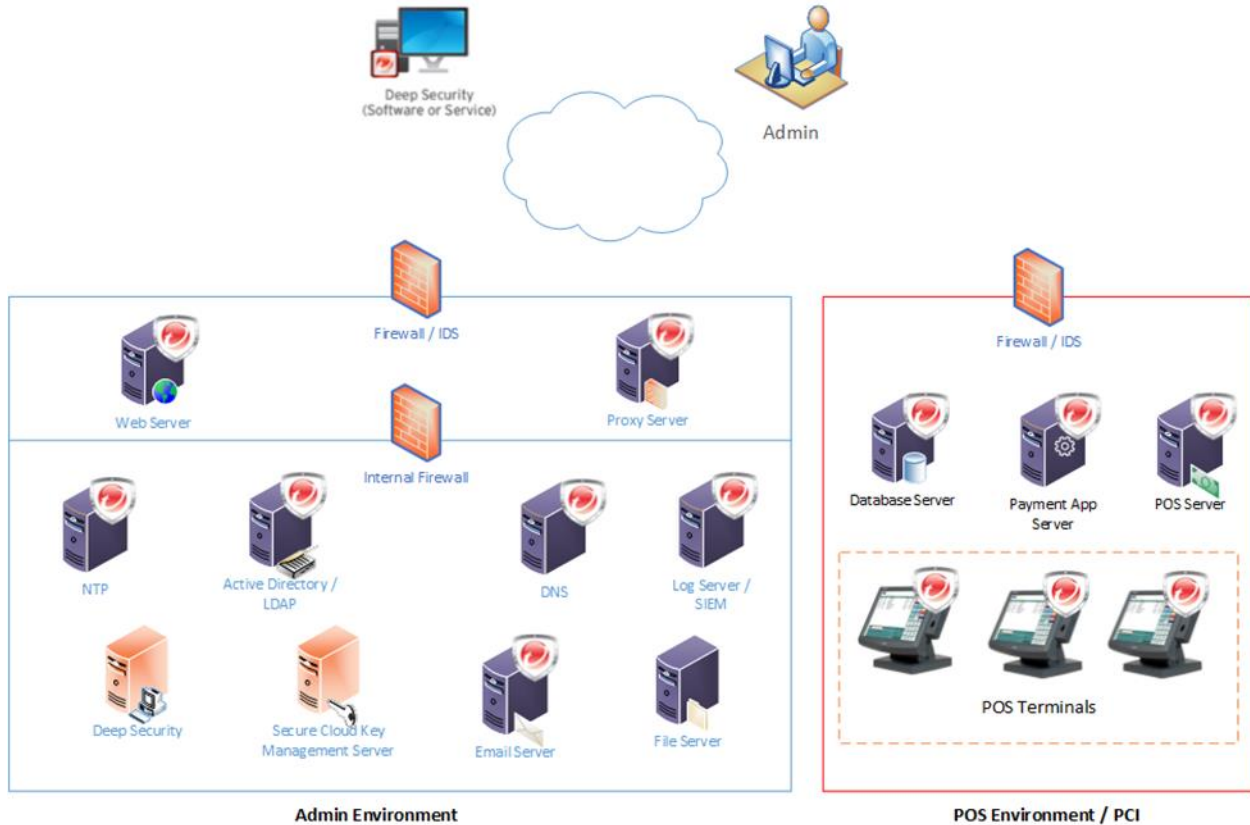 Deep Security
(Software or Service)
Admin
Firewall / IDS
Firewall / IDS
Web Server
Proxy Server
Internal Firewall
Database Server
Payment App
Server
POS Server
NTP
Active Directory /
LDAP
DNS
Log Server /
SIEM
POS Terminals
Deep Security
Secure Cloud Key
Management Server
Email Server
File Server
Admin Environment
POS Environment / PCI